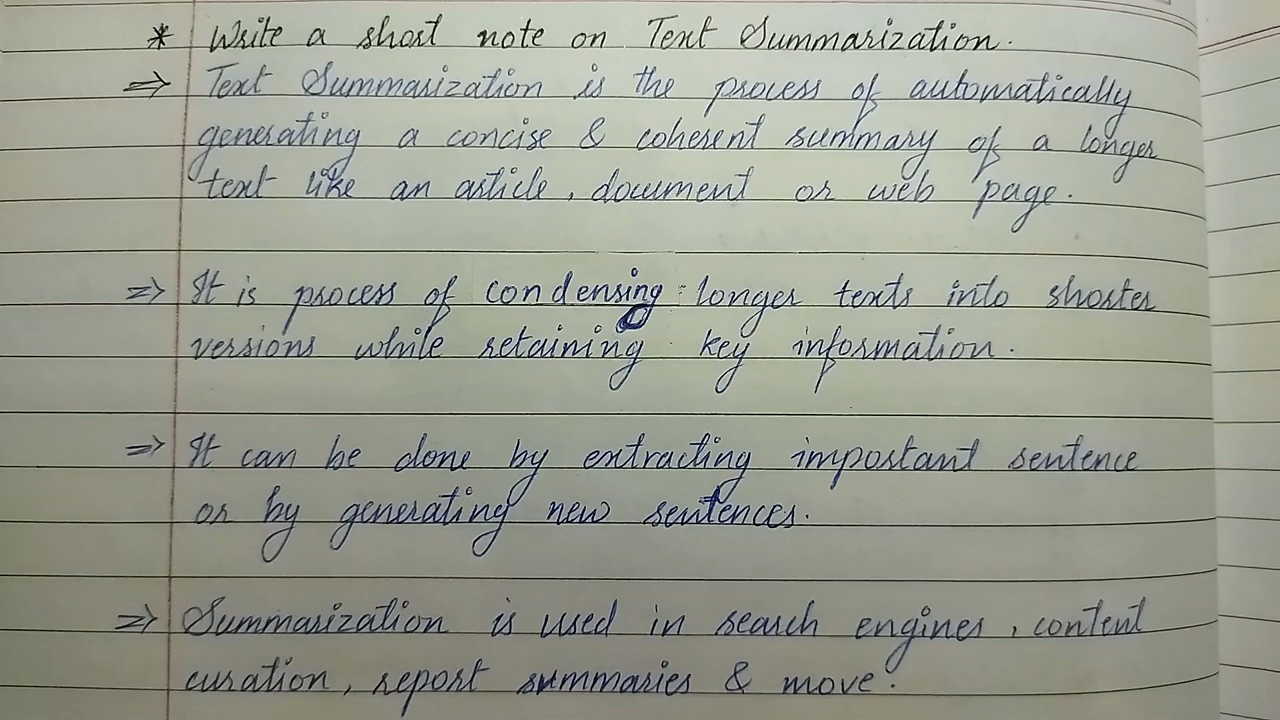 * Write a short note on Text Summarization.
⇒ Text Summarization is the process of automatically
generating a concise & coherent summary of a longer
text like an article, document or web page.
⇒ It is process of condensing longer texts into shorter
versions while retaining key information.
⇒ It can be done by extracting important sentence
or by generating new sentences.
⇒ Summarization is used in search engines, content
curation, report summaries & move.